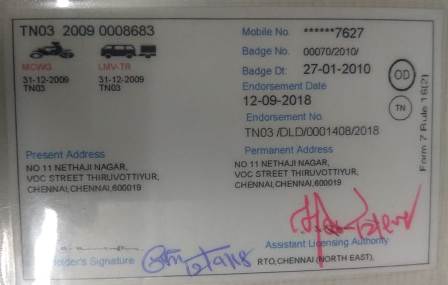 TN03 2009 0008683
Mobile No. ******7627
Badge No. 00070/2010/
Badge Dt: 27-01-2010
MCWG LMV-TR
31-12-2009 31-12-2009
TN03 TN03
OD
TN
Form 7 Rule 16(2)
Endorsement Date
12-09-2018
Endorsement No.
TN03 /DLD/0001408/2018
Present Address
NO 11 NETHAJI NAGAR,
VOC STREET THIRUVOTTIYUR,
CHENNAI,CHENNAI,600019
Permanent Address
NO 11 NETHAJI NAGAR,
VOC STREET THIRUVOTTIYUR,
CHENNAI,CHENNAI,600019
Holder's Signature
Assistant Licensing Authority
RTO,CHENNAI (NORTH EAST),